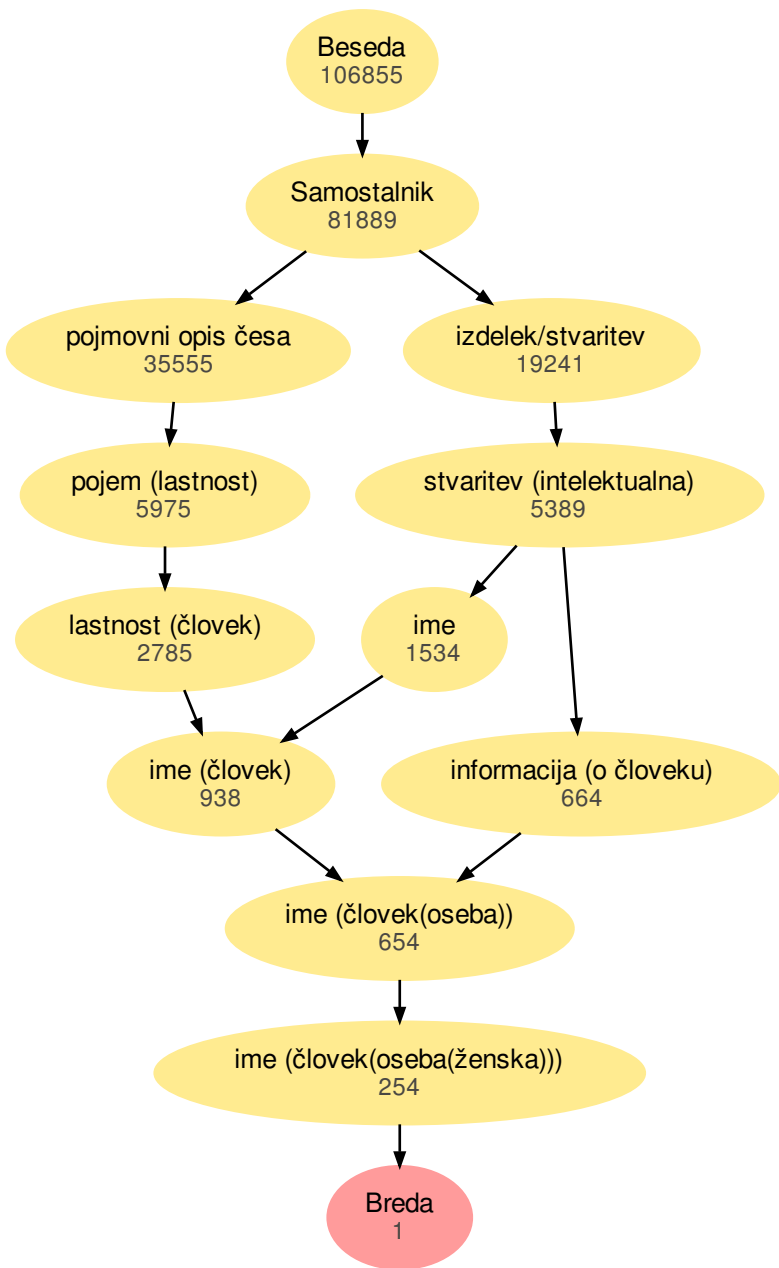 Beseda
106855
Samostalnik
81889
pojmovni opis česa
35555
izdelek/stvaritev
19241
pojem (lastnost)
5975
stvaritev (intelektualna)
5389
lastnost (človek)
2785
ime
1534
ime (človek)
938
informacija (o človeku)
664
ime (človek(oseba))
654
ime (človek(oseba(ženska)))
254
Breda
1